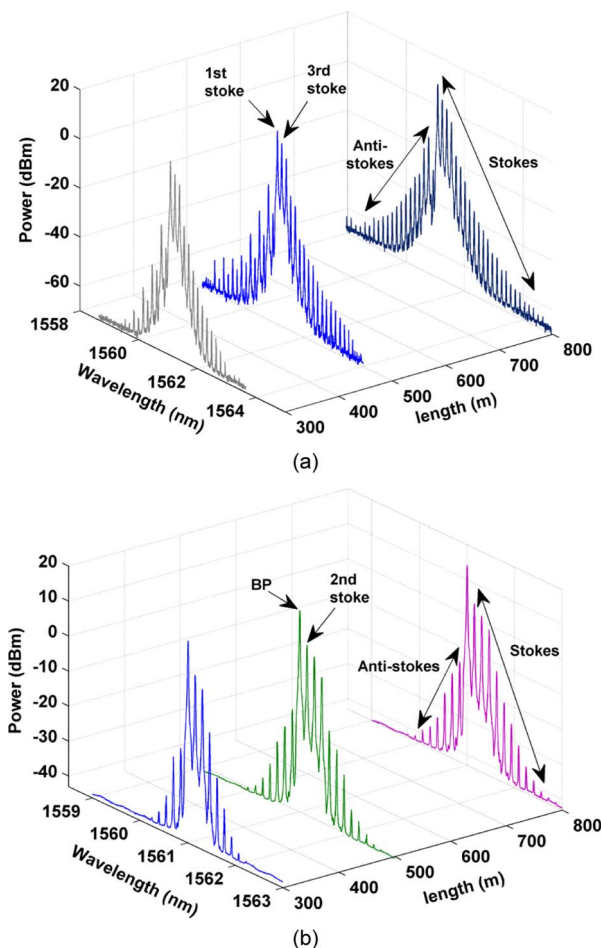 20
0
-20
-40
-60
Power (dBm)
1st
stoke
3rd
stoke
Anti-
stokes
Stokes
1558
1560
1562
1564
Wavelength (nm)
300
400
500
600
700
800
length (m)
(a)
20
10
0
-10
-20
-30
-40
Power (dBm)
BP
2nd
stoke
Anti-stokes
Stokes
1559
1560
1561
1562
1563
Wavelength (nm)
300
400
500
600
700
800
length (m)
(b)